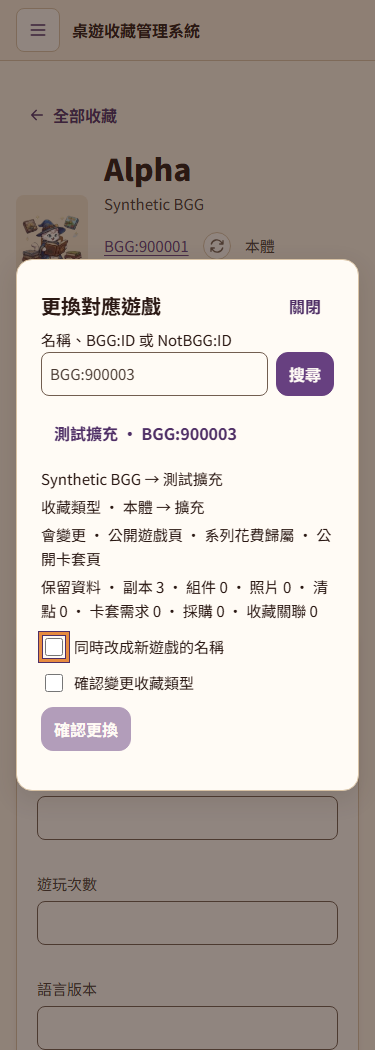 桌遊收藏管理系統
← 全部收藏
Alpha
Synthetic BGG
BGG:900001
本體
更換對應遊戲
關閉
名稱、BGG:ID 或 NotBGG:ID
BGG:900003
搜尋
測試擴充 · BGG:900003
Synthetic BGG → 測試擴充
收藏類型 · 本體 → 擴充
會變更 · 公開遊戲頁 · 系列花費歸屬 · 公
開卡套頁
保留資料 · 副本 3 · 組件 0 · 照片 0 · 清
點 0 · 卡套需求 0 · 採購 0 · 收藏關聯 0
同時改成新遊戲的名稱
確認變更收藏類型
確認更換
遊玩次數
語言版本